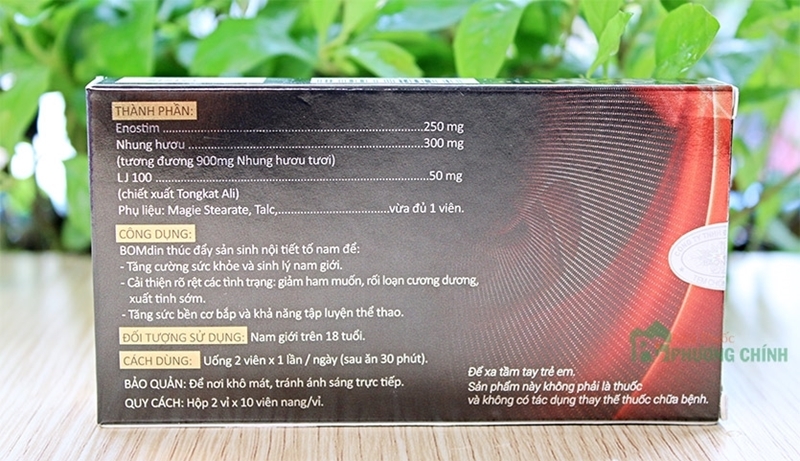 THÀNH PHẦN:
Enostim ................ 250 mg
Nhung hươu ................ 300 mg
(tương đương 900mg Nhung hươu tươi)
LJ 100 ................ 50 mg
(chiết xuất Tongkat Ali)
Phụ liệu: Magie Stearate, Talc,................vừa đủ 1 viên.
CÔNG DỤNG:
BOMdin thúc đẩy sản sinh nội tiết tố nam để:
- Tăng cường sức khỏe và sinh lý nam giới.
- Cải thiện rõ rệt các tình trạng: giảm ham muốn, rối loạn cương dương,
xuất tinh sớm.
- Tăng sức bền cơ bắp và khả năng tập luyện thể thao.
ĐỐI TƯỢNG SỬ DỤNG: Nam giới trên 18 tuổi.
CÁCH DÙNG: Uống 2 viên x 1 lần / ngày (sau ăn 30 phút).
BẢO QUẢN: Để nơi khô mát, tránh ánh sáng trực tiếp.
QUY CÁCH: Hộp 2 vỉ x 10 viên nang/vỉ.
Để xa tầm tay trẻ em.
Sản phẩm này không phải là thuốc
và không có tác dụng thay thế thuốc chữa bệnh.
PHƯƠNG CHÍNH